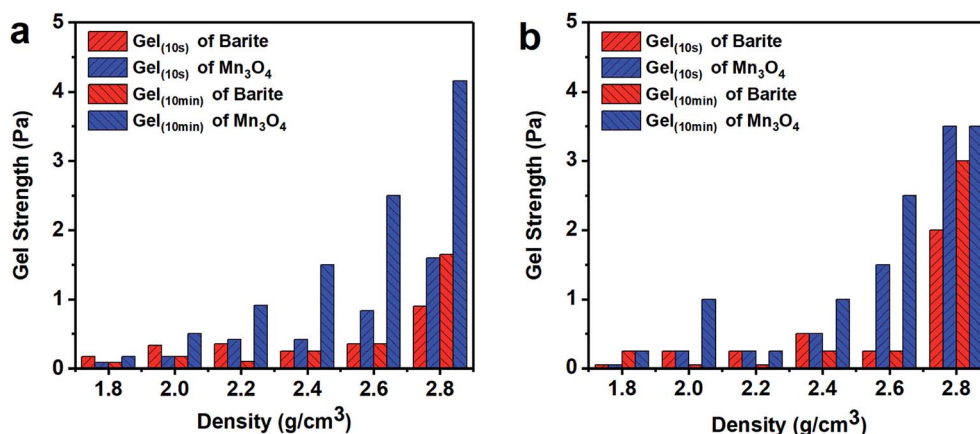 a
Gel(10s) of Barite
Gel(10s) of Mn3O4
Gel(10min) of Barite
Gel(10min) of Mn3O4
Gel Strength (Pa)
5
4
3
2
1
0
1.8 2.0 2.2 2.4 2.6 2.8
Density (g/cm³)
b
Gel(10s) of Barite
Gel(10s) of Mn3O4
Gel(10min) of Barite
Gel(10min) of Mn3O4
Gel Strength (Pa)
5
4
3
2
1
0
1.8 2.0 2.2 2.4 2.6 2.8
Density (g/cm³)